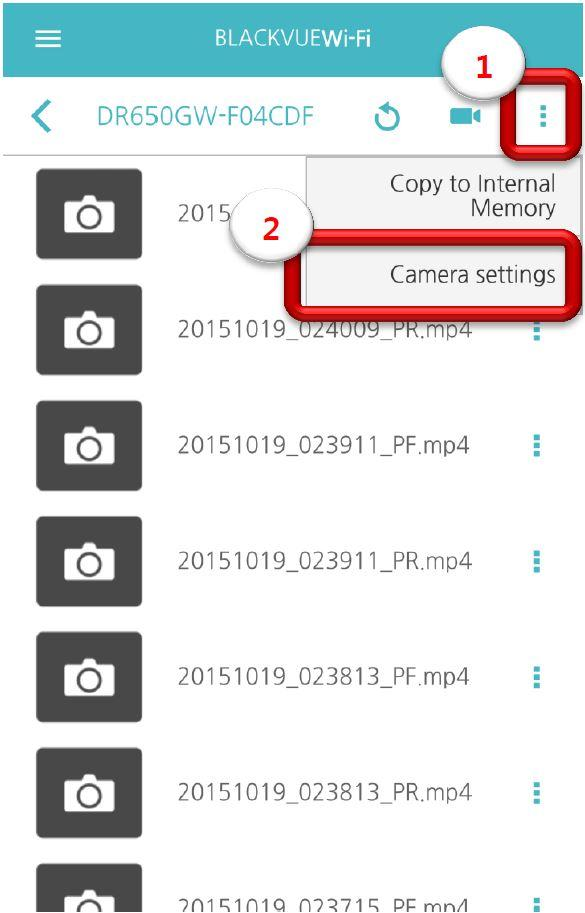 BLACKVUEWi-Fi
1
DR650GW-F04CDF
Copy to Internal
Memory
2015
2
Camera settings
20151019_024009_PR.mp4
20151019_023911_PF.mp4
20151019_023911_PR.mp4
20151019_023813_PF.mp4
20151019_023813_PR.mp4
20151019_023715_PF.mp4